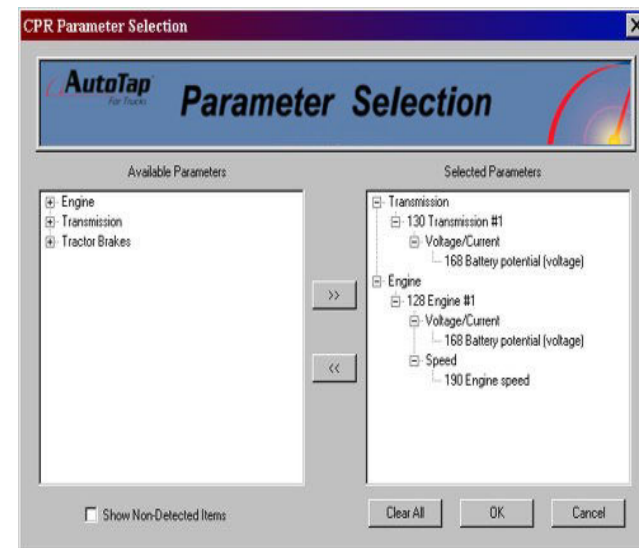 CPR Parameter Selection
AutoTap
For Trucks
Parameter Selection
Available Parameters
Engine
Transmission
Tractor Brakes
>>
<<
Selected Parameters
Transmission
130 Transmission #1
Voltage/Current
168 Battery potential (voltage)
Engine
128 Engine #1
Voltage/Current
168 Battery potential (voltage)
Speed
190 Engine speed
Show Non-Detected Items
Clear All
OK
Cancel